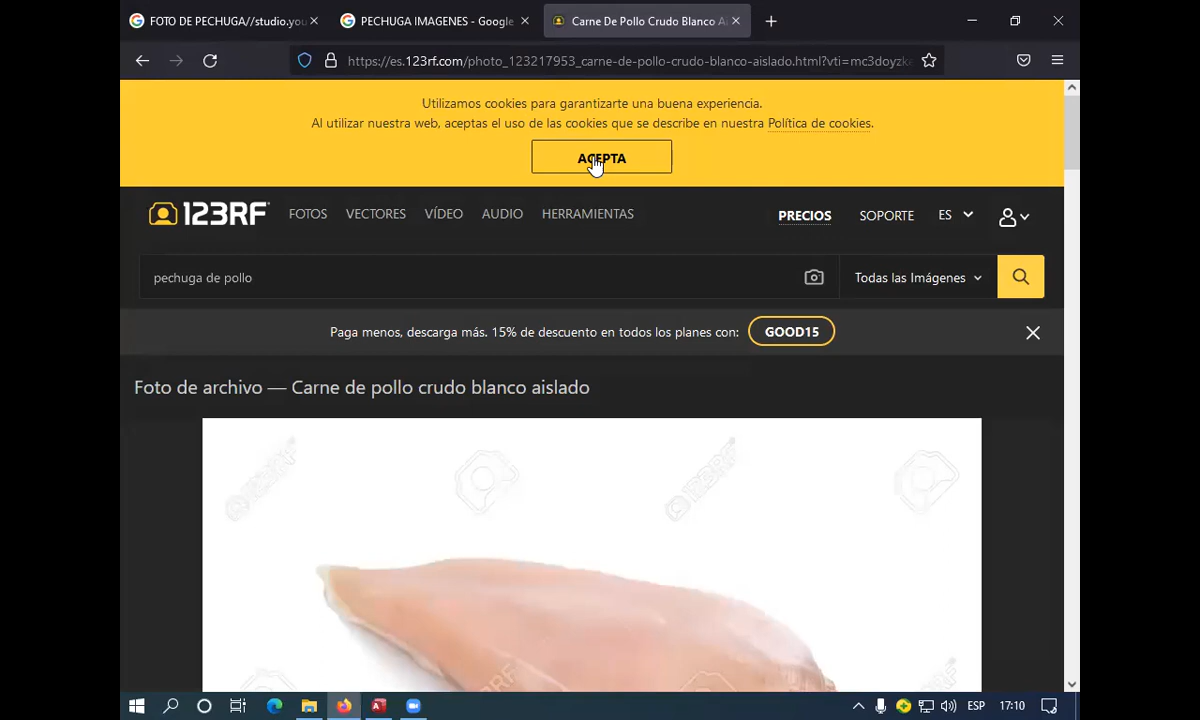 FOTO DE PECHUGA//studio.you
PECHUGA IMAGENES - Google
Carne De Pollo Crudo Blanco Ai
https://es.123rf.com/photo_123217953_carne-de-pollo-crudo-blanco-aislado.html?vti=mc3doyzk
Utilizamos cookies para garantizarte una buena experiencia.
Al utilizar nuestra web, aceptas el uso de las cookies que se describe en nuestra Política de cookies.
ACEPTA
123RF FOTOS VECTORES VÍDEO AUDIO HERRAMIENTAS PRECIOS SOPORTE ES
pechuga de pollo Todas las Imágenes
Paga menos, descarga más. 15% de descuento en todos los planes con: GOOD15
Foto de archivo — Carne de pollo crudo blanco aislado
123RF 123RF
ESP 17:10